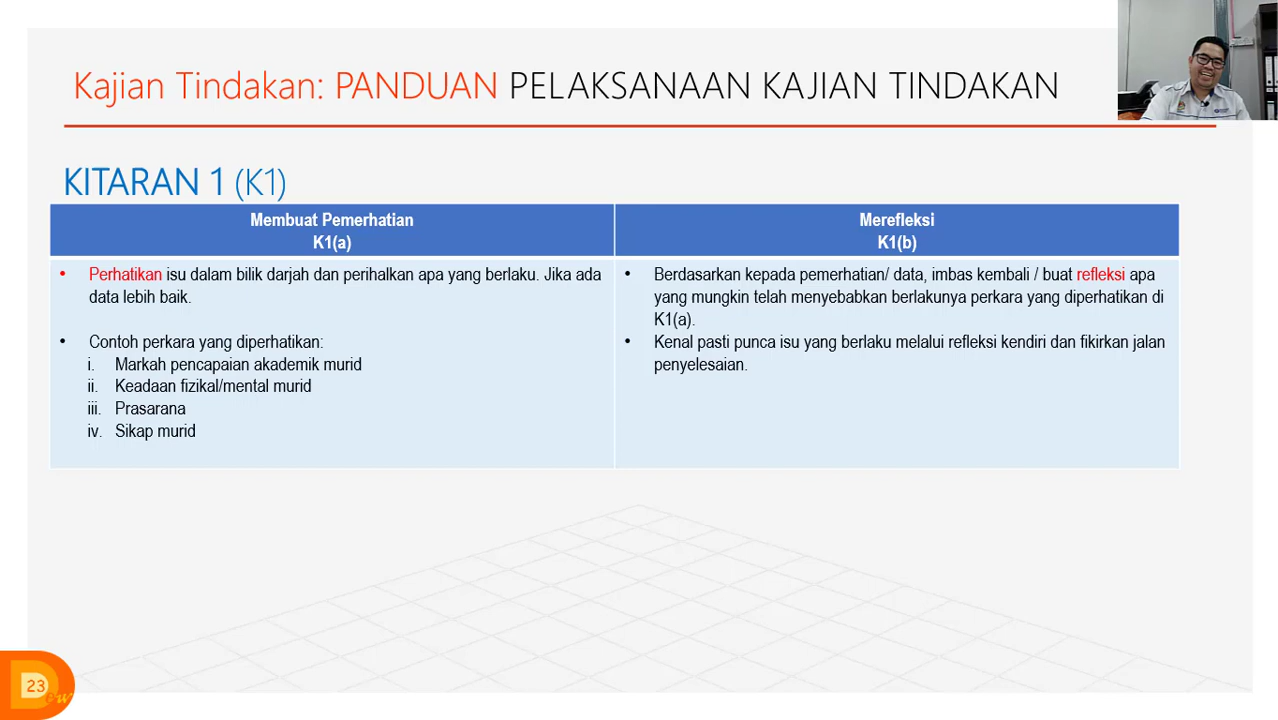 Kajian Tindakan: PANDUAN PELAKSANAAN KAJIAN TINDAKAN
KITARAN 1 (K1)
Membuat Pemerhatian
K1(a)
• Perhatikan isu dalam bilik darjah dan perihalkan apa yang berlaku. Jika ada
data lebih baik.
• Contoh perkara yang diperhatikan:
i. Markah pencapaian akademik murid
ii. Keadaan fizikal/mental murid
iii. Prasarana
iv. Sikap murid
Merefleksi
K1(b)
• Berdasarkan kepada pemerhatian/ data, imbas kembali / buat refleksi apa
yang mungkin telah menyebabkan berlakunya perkara yang diperhatikan di
K1(a).
• Kenal pasti punca isu yang berlaku melalui refleksi kendiri dan fikirkan jalan
penyelesaian.
23